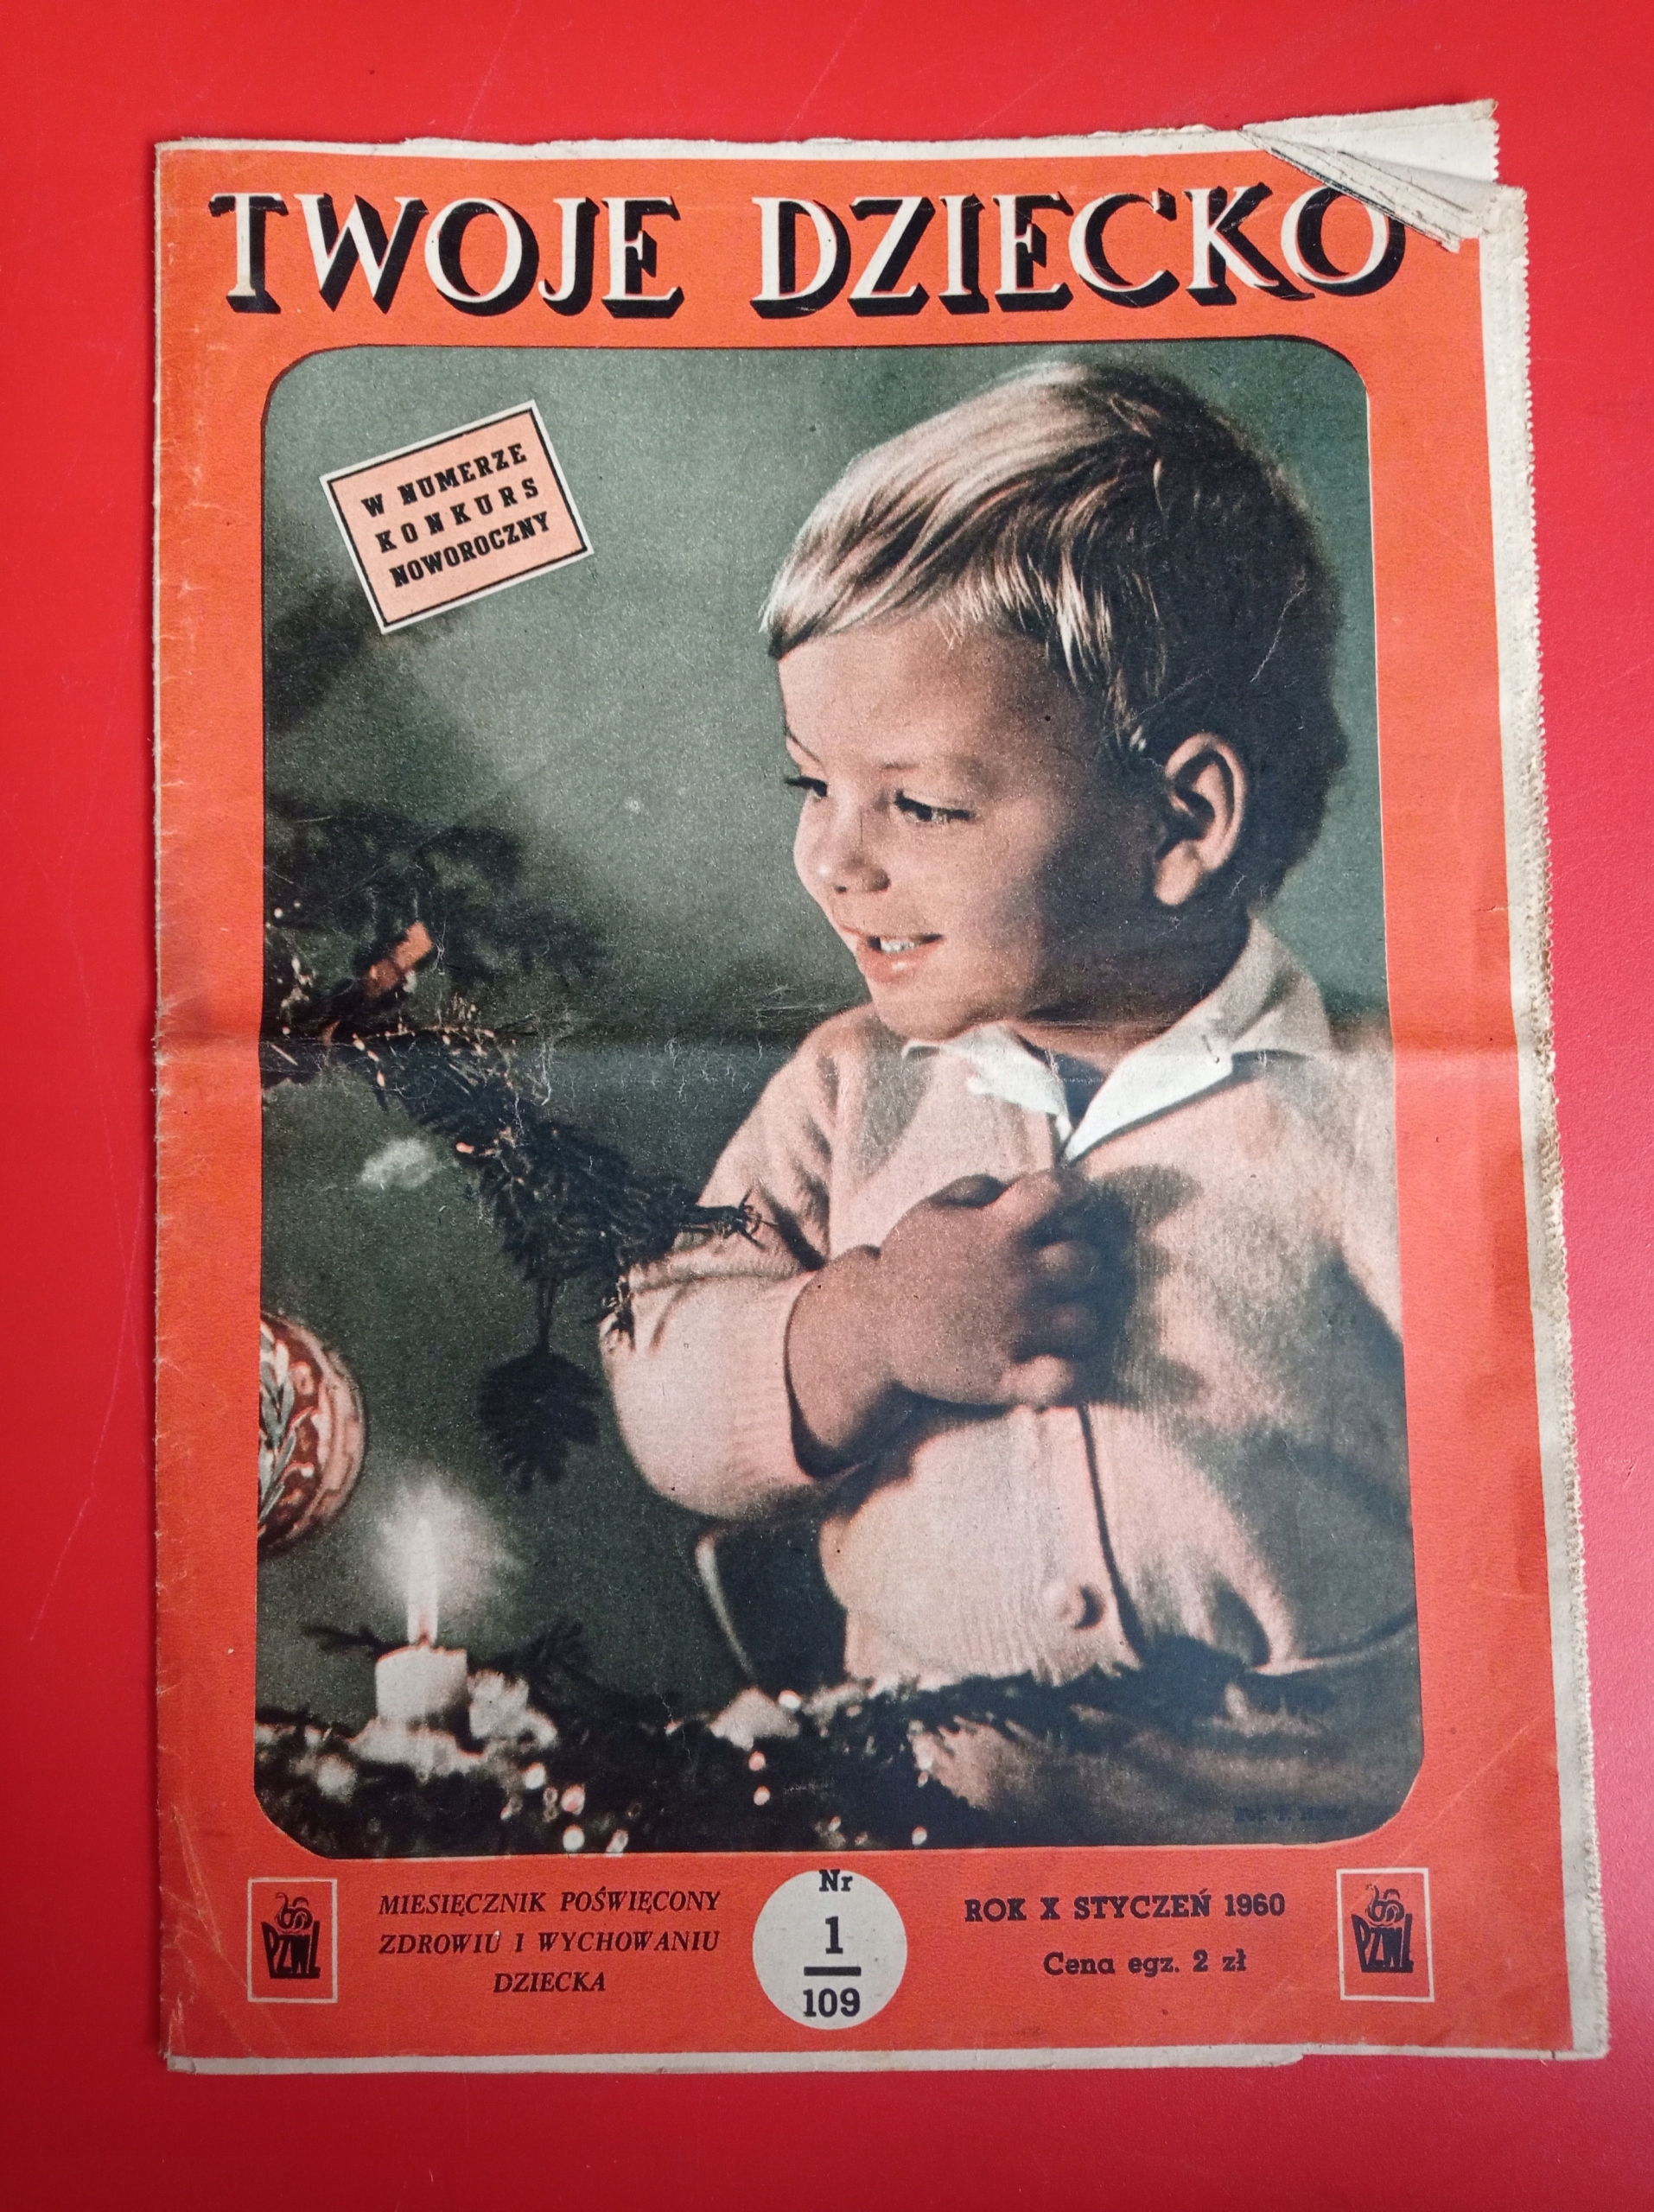 TWOJE DZIECKO
W NUMERZE
KONKURS
NOWOROCZNY
PZWL
MIESIĘCZNIK POŚWIĘCONY
ZDROWIU I WYCHOWANIU
DZIECKA
Nr
1
109
ROK X STYCZEŃ 1960
Cena egz. 2 zł
PZWL